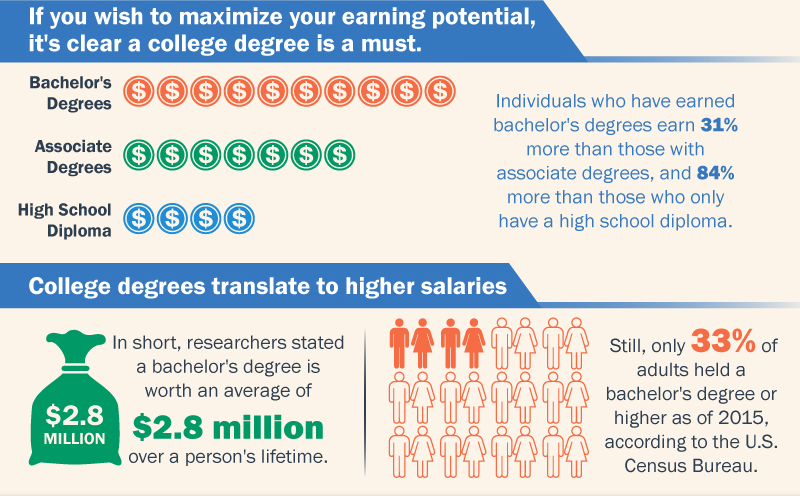 If you wish to maximize your earning potential,
it's clear a college degree is a must.
Bachelor's
Degrees
$ $ $ $ $ $ $ $ $ $
Associate
Degrees
$ $ $ $ $ $ $
High School
Diploma
$ $ $ $
Individuals who have earned
bachelor's degrees earn 31%
more than those with
associate degrees, and 84%
more than those who only
have a high school diploma.
College degrees translate to higher salaries
$2.8
MILLION
In short, researchers stated
a bachelor's degree is
worth an average of
$2.8 million
over a person's lifetime.
Still, only 33% of
adults held a
bachelor's degree or
higher as of 2015,
according to the U.S.
Census Bureau.